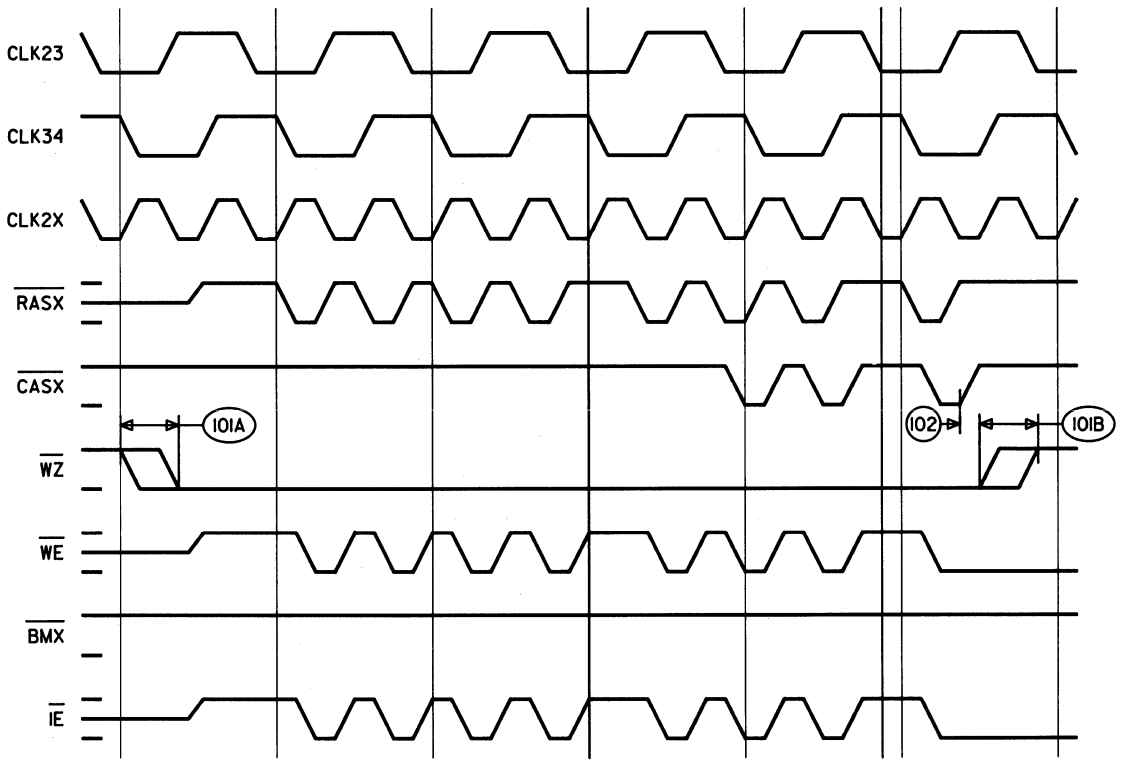 CLK23
CLK34
CLK2X
RASX
CASX
101A
102
101B
WZ
WE
BMX
IE